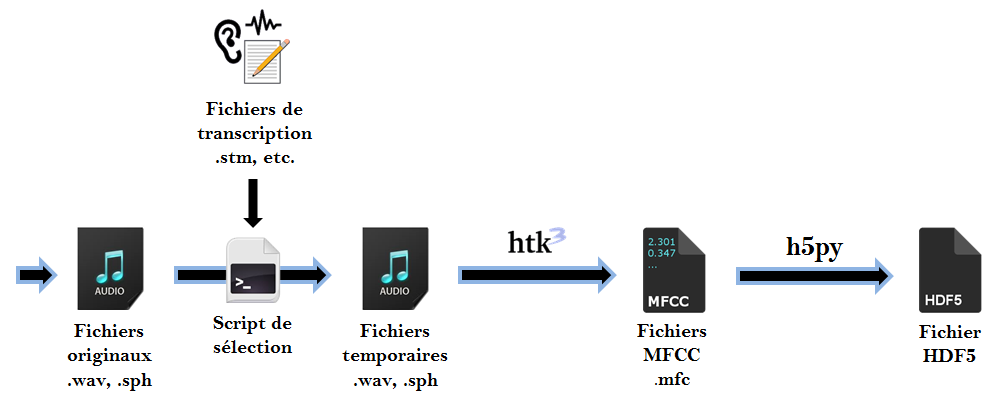 Fichiers de
transcription
.stm, etc.
htk3
h5py
2.301
0.347
...
AUDIO
>_
AUDIO
MFCC
HDF5
Fichiers
originaux
.wav, .sph
Script de
sélection
Fichiers
temporaires
.wav, .sph
Fichiers
MFCC
.mfc
Fichier
HDF5